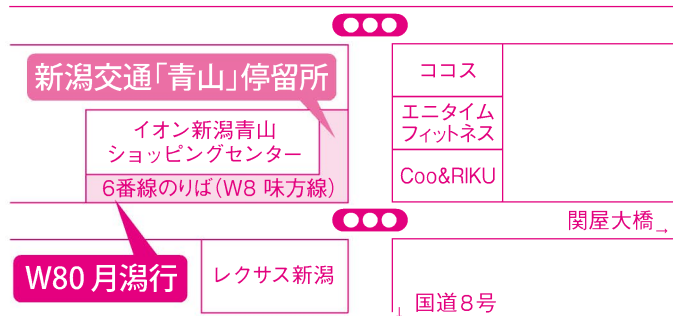 新潟交通「青山」停留所
ココス
エニタイム
フィットネス
イオン新潟青山
ショッピングセンター
Coo&RIKU
6番線のりば(W8 味方線)
関屋大橋→
W80 月潟行
レクサス新潟
↓ 国道8号